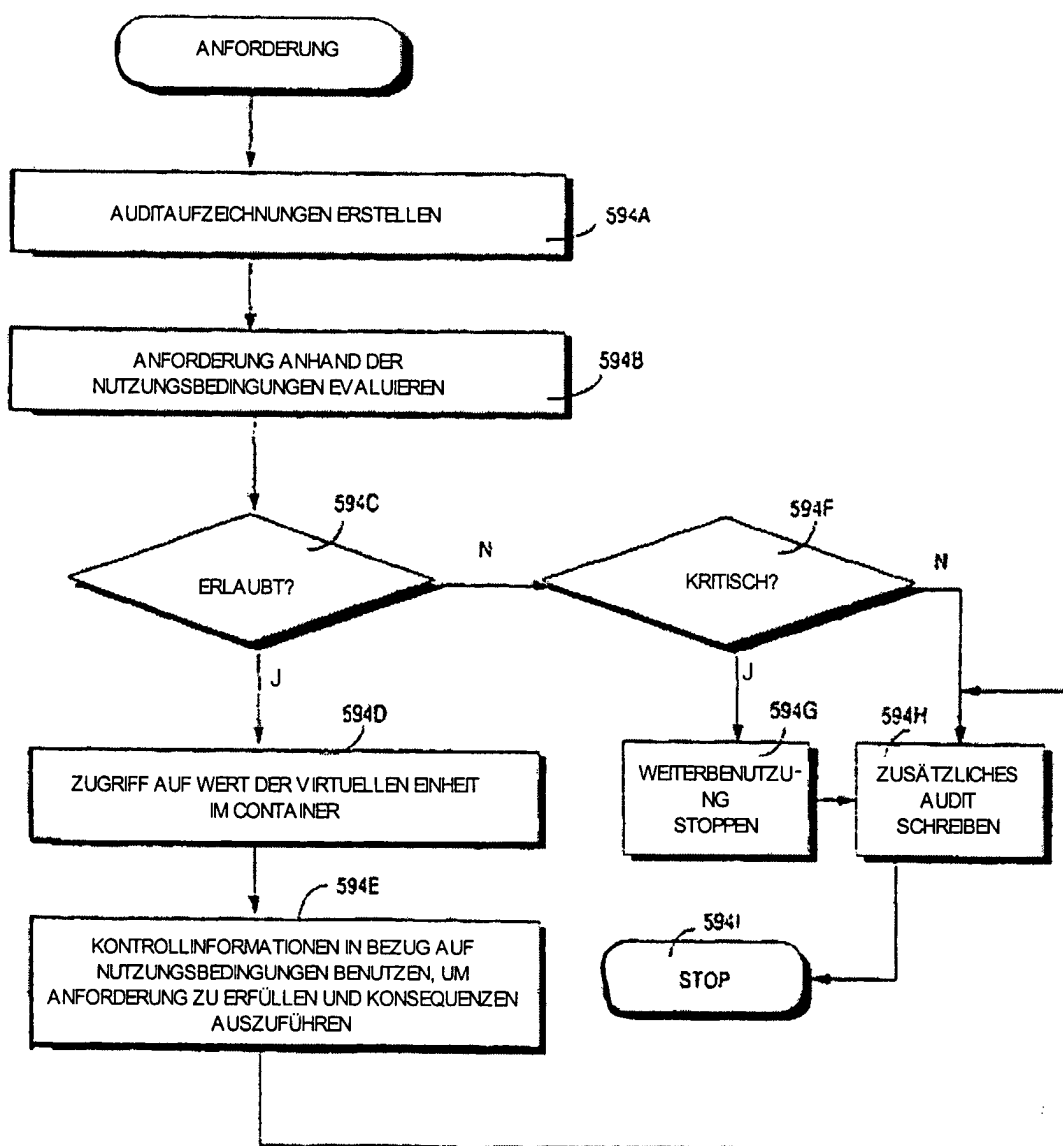 ANFORDERUNG
AUDITAUFZEICHNUNGEN ERSTELLEN
594A
ANFORDERUNG ANHAND DER
NUTZUNGSBEDINGUNGEN EVALUIEREN
594B
594C
ERLAUBT?
N
J
594F
KRITISCH?
N
J
594D
ZUGRIFF AUF WERT DER VIRTUELLEN EINHEIT
IM CONTAINER
594G
WEITERBENUTZU-
NG
STOPPEN
594H
ZUSÄTZLICHES
AUDIT
SCHREIBEN
594E
KONTROLLINFORMATIONEN IN BEZUG AUF
NUTZUNGSBEDINGUNGEN BENUTZEN, UM
ANFORDERUNG ZU ERFÜLLEN UND KONSEQUENZEN
AUSZUFÜHREN
594I
STOP